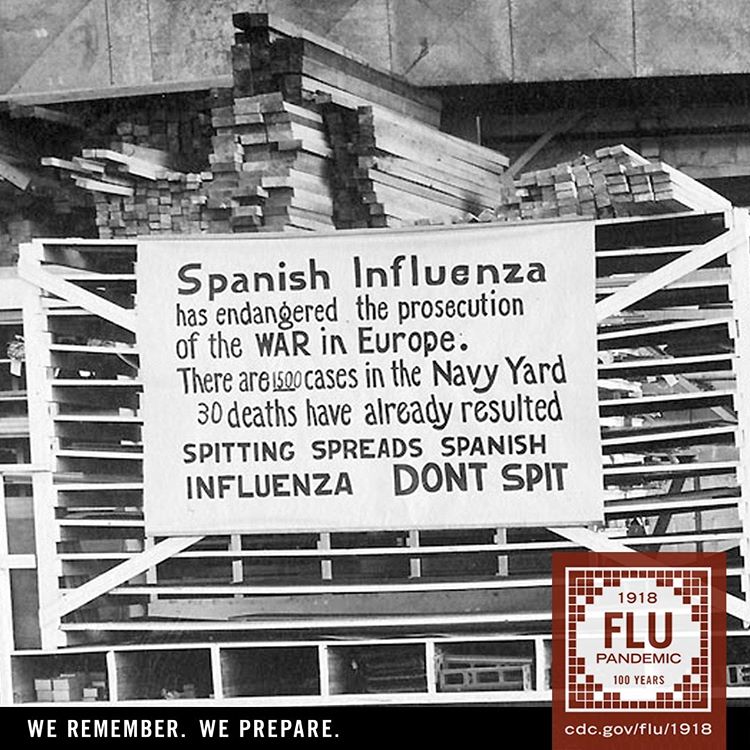 Spanish Influenza
has endangered the prosecution
of the WAR in Europe.
There are 1500 cases in the Navy Yard
30 deaths have already resulted
SPITTING SPREADS SPANISH
INFLUENZA DONT SPIT
1918
FLU
PANDEMIC
100 YEARS
cdc.gov/flu/1918
WE REMEMBER. WE PREPARE.